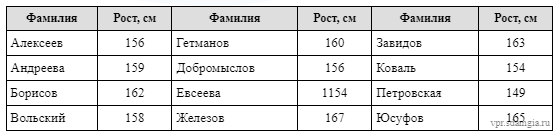 Фамилия Рост, см Фамилия Рост, см Фамилия Рост, см
Алексеев 156 Гетманов 160 Завидов 163
Андреева 159 Добромыслов 156 Коваль 154
Борисов 162 Евсеева 1154 Петровская 149
Вольский 158 Железов 167 Юсуфов 165
vpr.sdamgia.ru